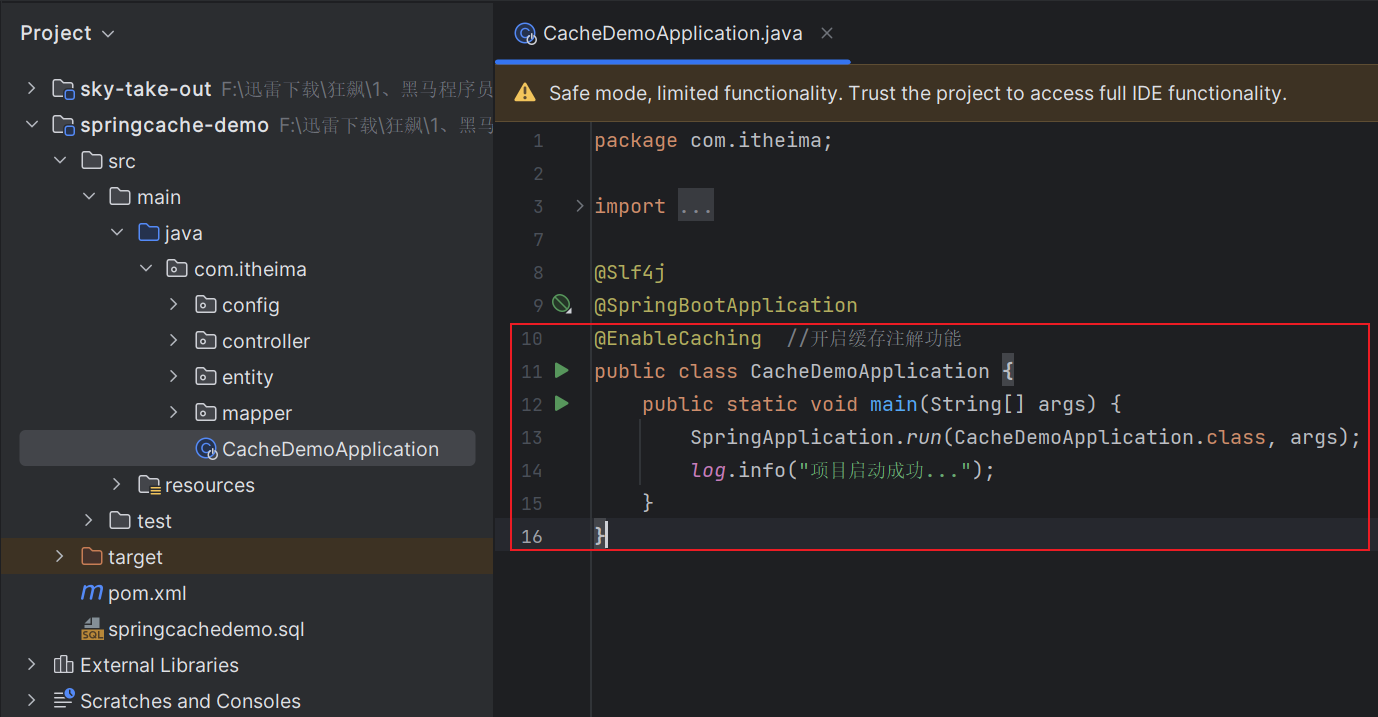 Project
sky-take-out F:\迅雷下载\狂飙\1、黑马程序员
springcache-demo F:\迅雷下载\狂飙\1、黑马
src
main
java
com.itheima
config
controller
entity
mapper
CacheDemoApplication
resources
test
target
pom.xml
springcachedemo.sql
External Libraries
Scratches and Consoles
CacheDemoApplication.java
Safe mode, limited functionality. Trust the project to access full IDE functionality.
1 package com.itheima;
2
3 import ...
7
8 @Slf4j
9 @SpringBootApplication
10 @EnableCaching //开启缓存注解功能
11 public class CacheDemoApplication {
12 public static void main(String[] args) {
13 SpringApplication.run(CacheDemoApplication.class, args);
14 log.info("项目启动成功...");
15 }
16 }